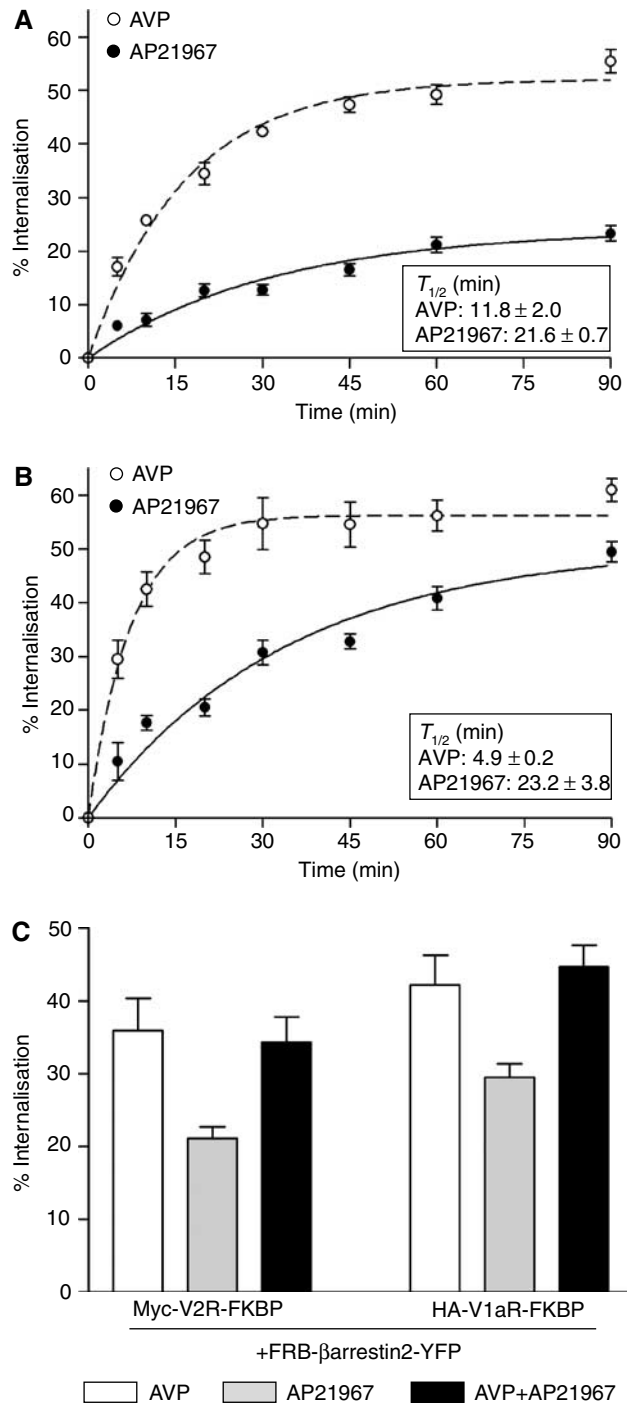 A
AVP
AP21967
60
50
40
30
20
10
0
% Internalisation
T1/2 (min)
AVP: 11.8 ± 2.0
AP21967: 21.6 ± 0.7
0 15 30 45 60 75 90
Time (min)
B
AVP
AP21967
60
50
40
30
20
10
0
% Internalisation
T1/2 (min)
AVP: 4.9 ± 0.2
AP21967: 23.2 ± 3.8
0 15 30 45 60 75 90
Time (min)
C
50
40
30
20
10
0
% Internalisation
Myc-V2R-FKBP HA-V1aR-FKBP
+FRB-βarrestin2-YFP
AVP AP21967 AVP+AP21967